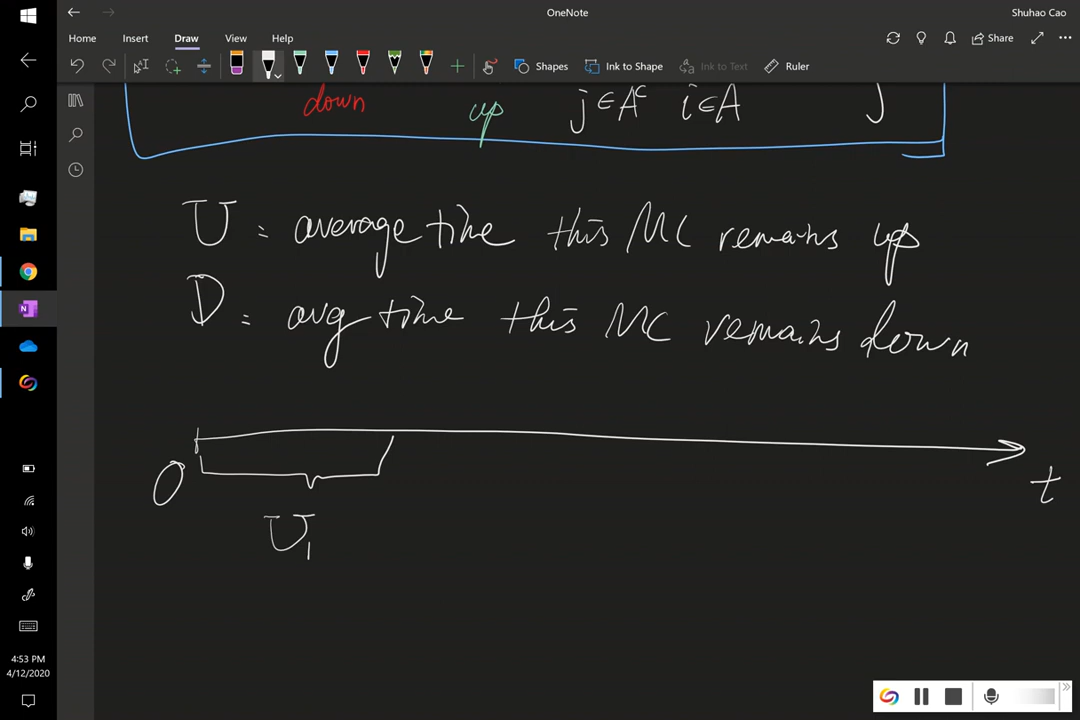 OneNote
Shuhao Cao
Home Insert Draw View Help
Share
Shapes Ink to Shape Ink to Text Ruler
down up j ∈ Aᶜ i ∈ A j
U = average time this MC remains up
D = avg time this MC remains down
0 t
U₁
4:53 PM
4/12/2020